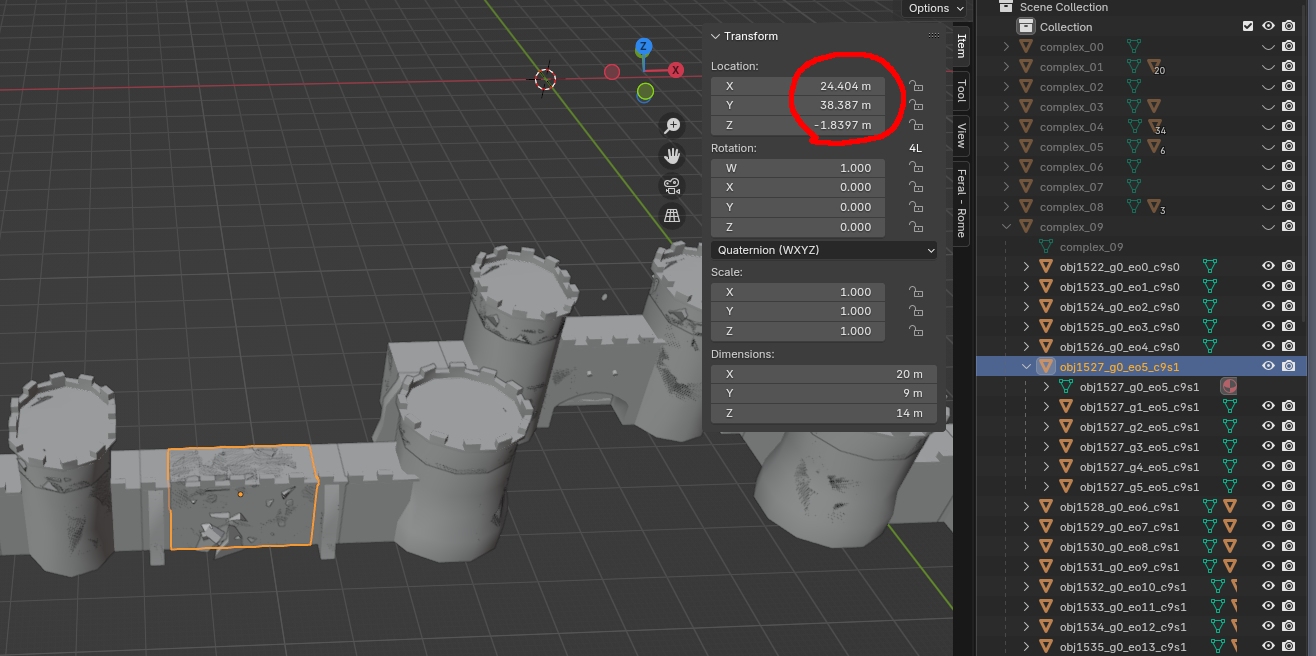 Options
Z
X
Transform
Location:
X 24.404 m
Y 38.387 m
Z -1.8397 m
Rotation: 4L
W 1.000
X 0.000
Y 0.000
Z 0.000
Quaternion (WXYZ)
Scale:
X 1.000
Y 1.000
Z 1.000
Dimensions:
X 20 m
Y 9 m
Z 14 m
Item
Tool
View
Feral - Rome
Scene Collection
Collection
complex_00
complex_01 20
complex_02
complex_03
complex_04 34
complex_05 6
complex_06
complex_07
complex_08 3
complex_09
complex_09
obj1522_g0_eo0_c9s0
obj1523_g0_eo1_c9s0
obj1524_g0_eo2_c9s0
obj1525_g0_eo3_c9s0
obj1526_g0_eo4_c9s0
obj1527_g0_eo5_c9s1
obj1527_g0_eo5_c9s1
obj1527_g1_eo5_c9s1
obj1527_g2_eo5_c9s1
obj1527_g3_eo5_c9s1
obj1527_g4_eo5_c9s1
obj1527_g5_eo5_c9s1
obj1528_g0_eo6_c9s1
obj1529_g0_eo7_c9s1
obj1530_g0_eo8_c9s1
obj1531_g0_eo9_c9s1
obj1532_g0_eo10_c9s1
obj1533_g0_eo11_c9s1
obj1534_g0_eo12_c9s1
obj1535_g0_eo13_c9s1